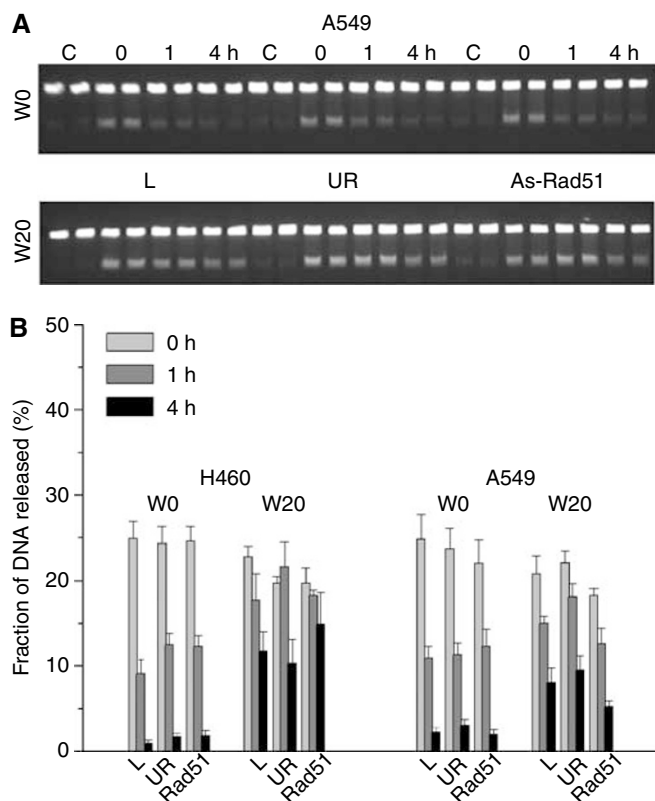 A
A549
C 0 1 4 h C 0 1 4 h C 0 1 4 h
W0
L UR As-Rad51
W20
B
50
40
30
20
10
0
Fraction of DNA released (%)
0 h
1 h
4 h
H460 A549
W0 W20 W0 W20
L UR Rad51 L UR Rad51 L UR Rad51 L UR Rad51